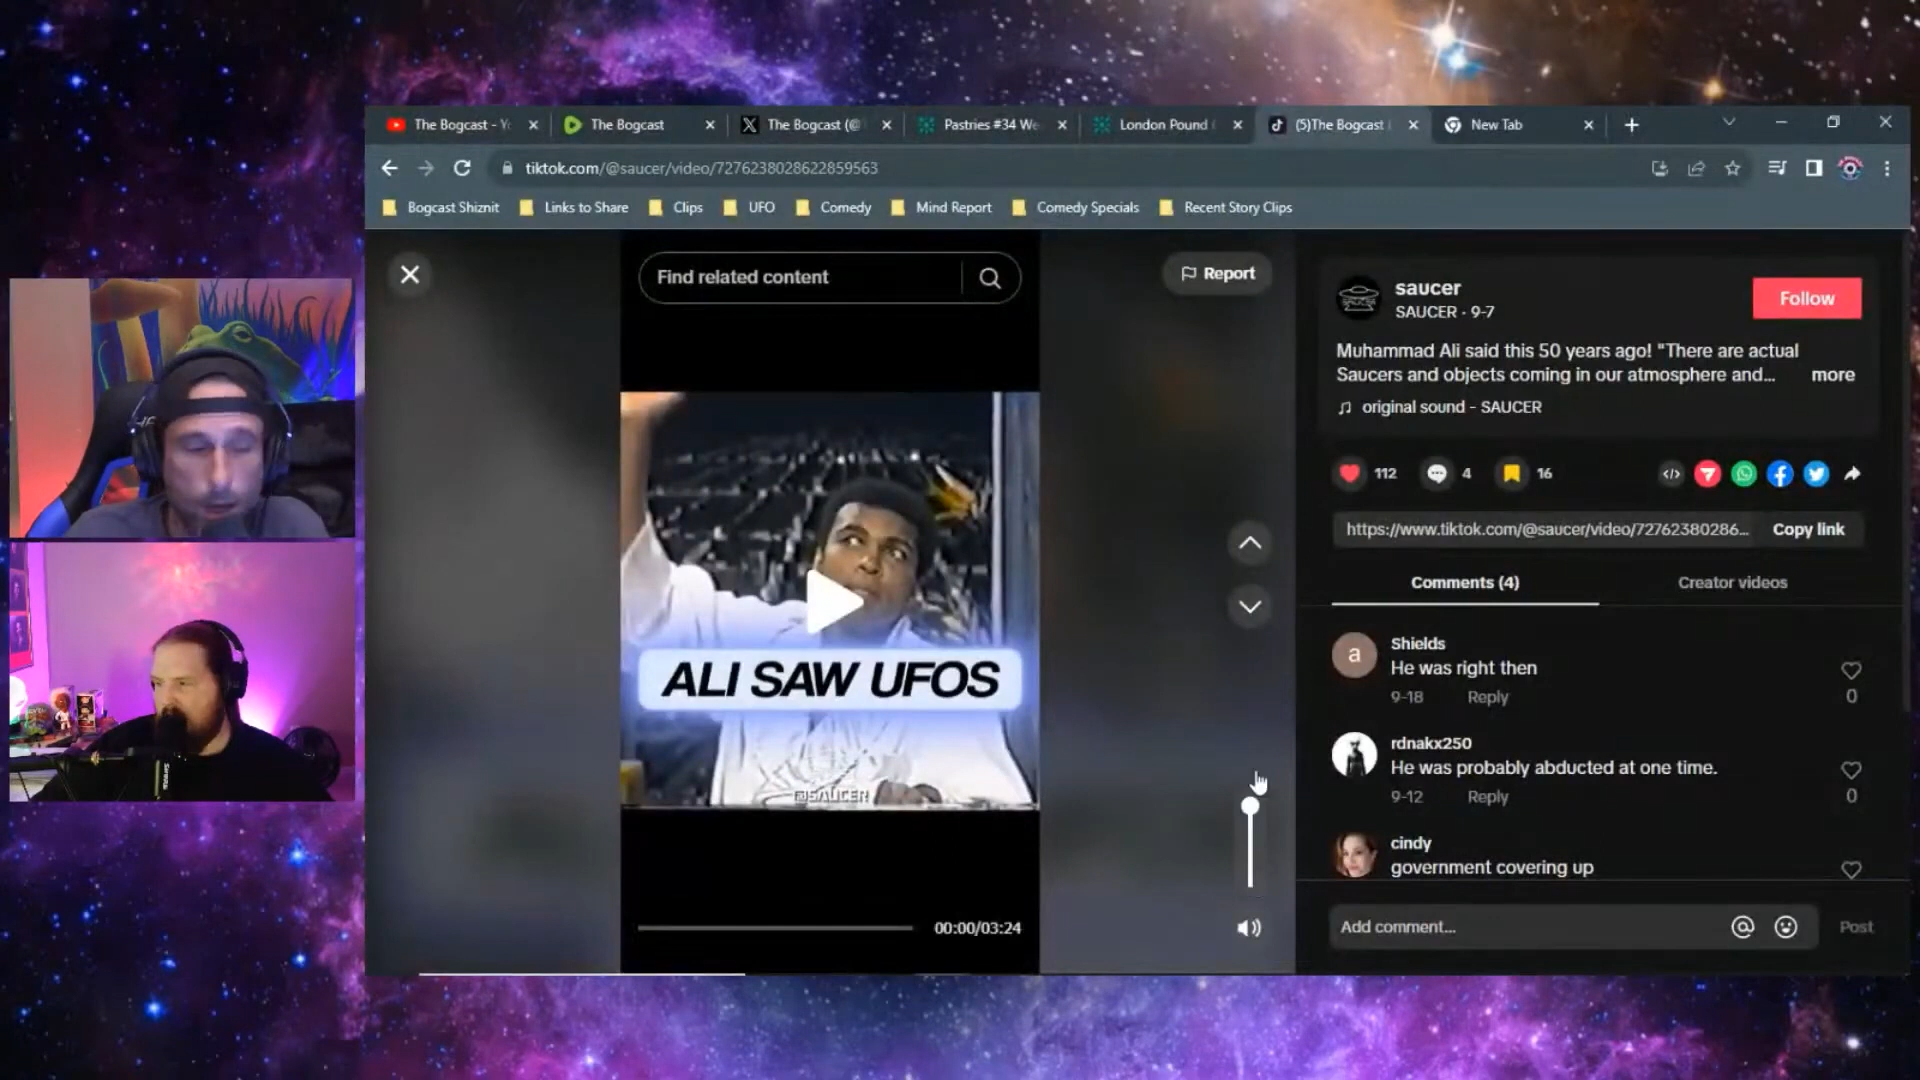 The Bogcast - Yo
The Bogcast
The Bogcast (@
Pastries #34 We
London Pound
(5)The Bogcast
New Tab
tiktok.com/@saucer/video/7276238028622859563
Bogcast Shiznit
Links to Share
Clips
UFO
Comedy
Mind Report
Comedy Specials
Recent Story Clips
Find related content
Report
ALI SAW UFOS
@SAUCER
00:00/03:24
saucer
SAUCER · 9-7
Follow
Muhammad Ali said this 50 years ago! "There are actual
Saucers and objects coming in our atmosphere and...
more
original sound - SAUCER
112
4
16
https://www.tiktok.com/@saucer/video/72762380286...
Copy link
Comments (4)
Creator videos
a
Shields
He was right then
9-18
Reply
0
rdnakx250
He was probably abducted at one time.
9-12
Reply
0
cindy
government covering up
Add comment...
Post